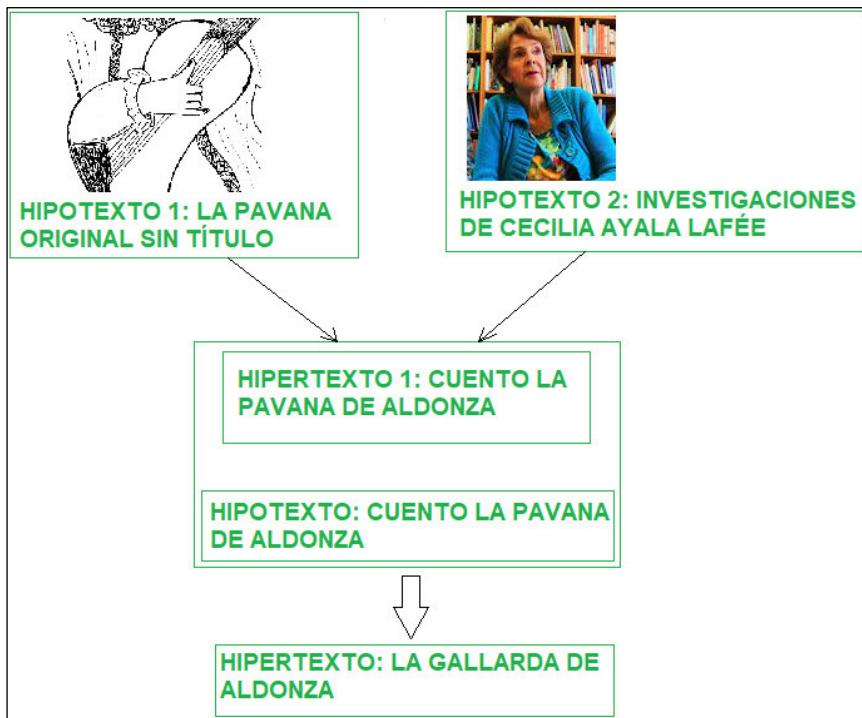 HIPOTEXTO 1: LA PAVANA
ORIGINAL SIN TÍTULO
HIPOTEXTO 2: INVESTIGACIONES
DE CECILIA AYALA LAFÉE
HIPERTEXTO 1: CUENTO LA
PAVANA DE ALDONZA
HIPOTEXTO: CUENTO LA PAVANA
DE ALDONZA
HIPERTEXTO: LA GALLARDA DE
ALDONZA